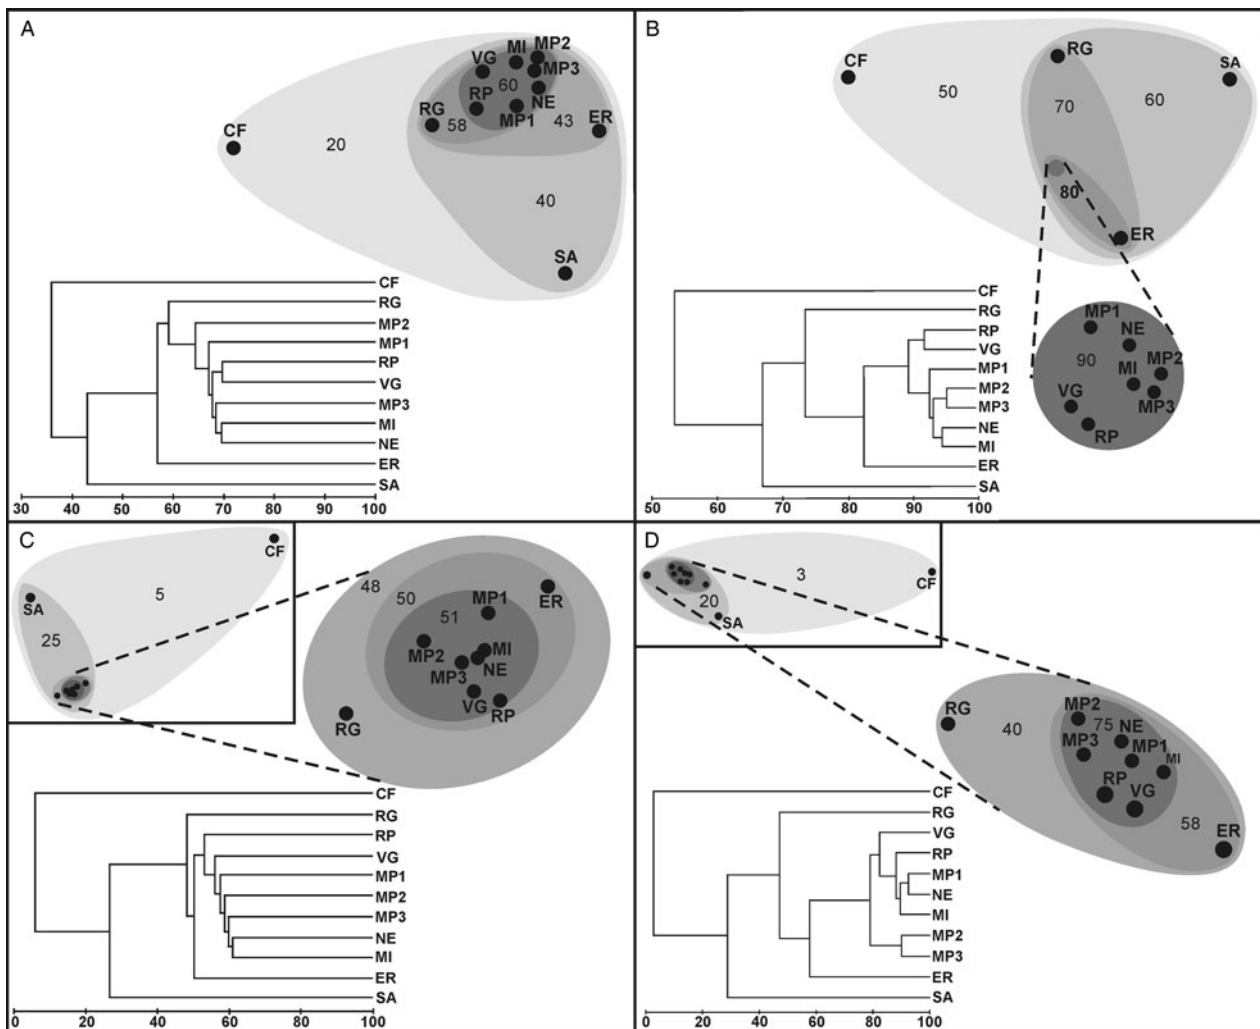 A
MI
MP2
VG
MP3
60
RP
NE
RG
58
MP1
43
ER
CF
20
40
SA
CF
RG
MP2
MP1
RP
VG
MP3
MI
NE
ER
SA
30 40 50 60 70 80 90 100
B
RG
CF
SA
50
70
60
80
ER
MP1
NE
90
MP2
MI
VG
MP3
RP
CF
RG
RP
VG
MP1
MP2
MP3
NE
MI
ER
SA
50 60 70 80 90 100
C
CF
5
SA
25
48
50
ER
51
MP1
MP2
MI
MP3
NE
VG
RP
RG
CF
RG
RP
VG
MP1
MP2
MP3
NE
MI
ER
SA
0 20 40 60 80 100
D
3
CF
20
SA
RG
MP2
75
NE
40
MP3
MP1
MI
RP
VG
58
ER
CF
RG
VG
RP
MP1
NE
MI
MP2
MP3
ER
SA
0 20 40 60 80 100